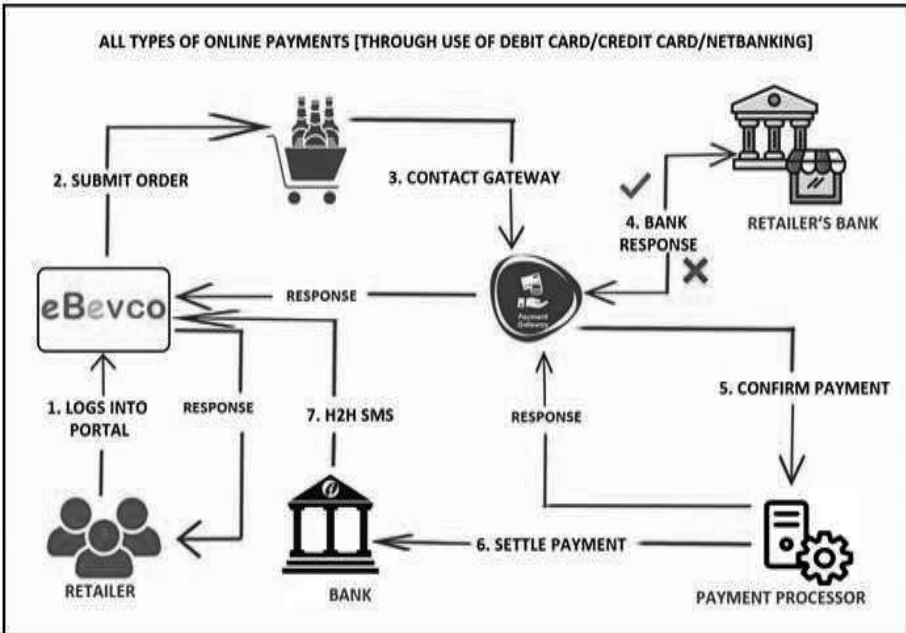 ALL TYPES OF ONLINE PAYMENTS [THROUGH USE OF DEBIT CARD/CREDIT CARD/NETBANKING]
2. SUBMIT ORDER
3. CONTACT GATEWAY
4. BANK
RESPONSE
RETAILER'S BANK
eBevco
RESPONSE
Payment
Gateway
1. LOGS INTO
PORTAL
RESPONSE
7. H2H SMS
RESPONSE
5. CONFIRM PAYMENT
6. SETTLE PAYMENT
RETAILER
BANK
PAYMENT PROCESSOR